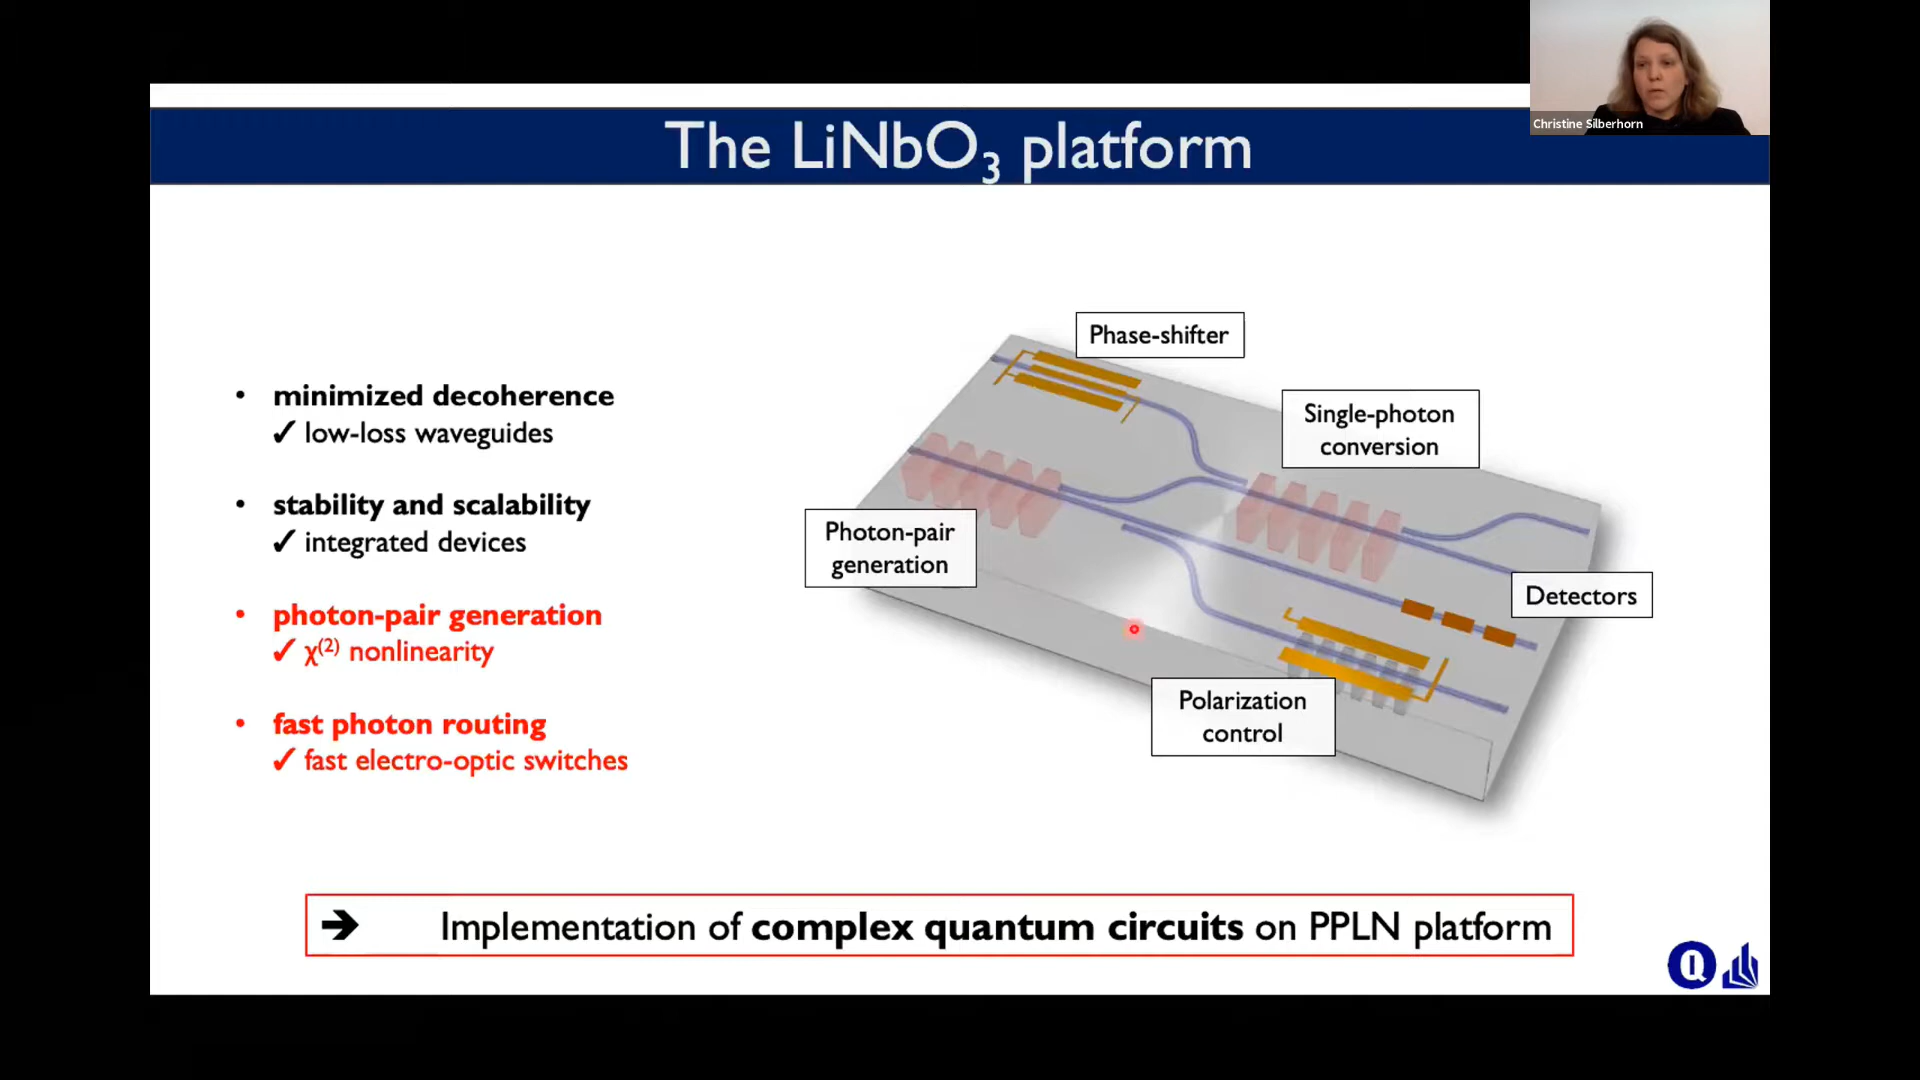 The LiNbO₃ platform
Christine Silberhorn
• minimized decoherence
✓ low-loss waveguides
• stability and scalability
✓ integrated devices
• photon-pair generation
✓ χ⁽²⁾ nonlinearity
• fast photon routing
✓ fast electro-optic switches
Phase-shifter
Single-photon
conversion
Photon-pair
generation
Detectors
Polarization
control
➔ Implementation of complex quantum circuits on PPLN platform
Q